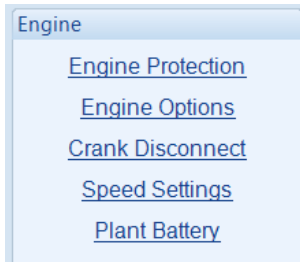 Engine
Engine Protection
Engine Options
Crank Disconnect
Speed Settings
Plant Battery